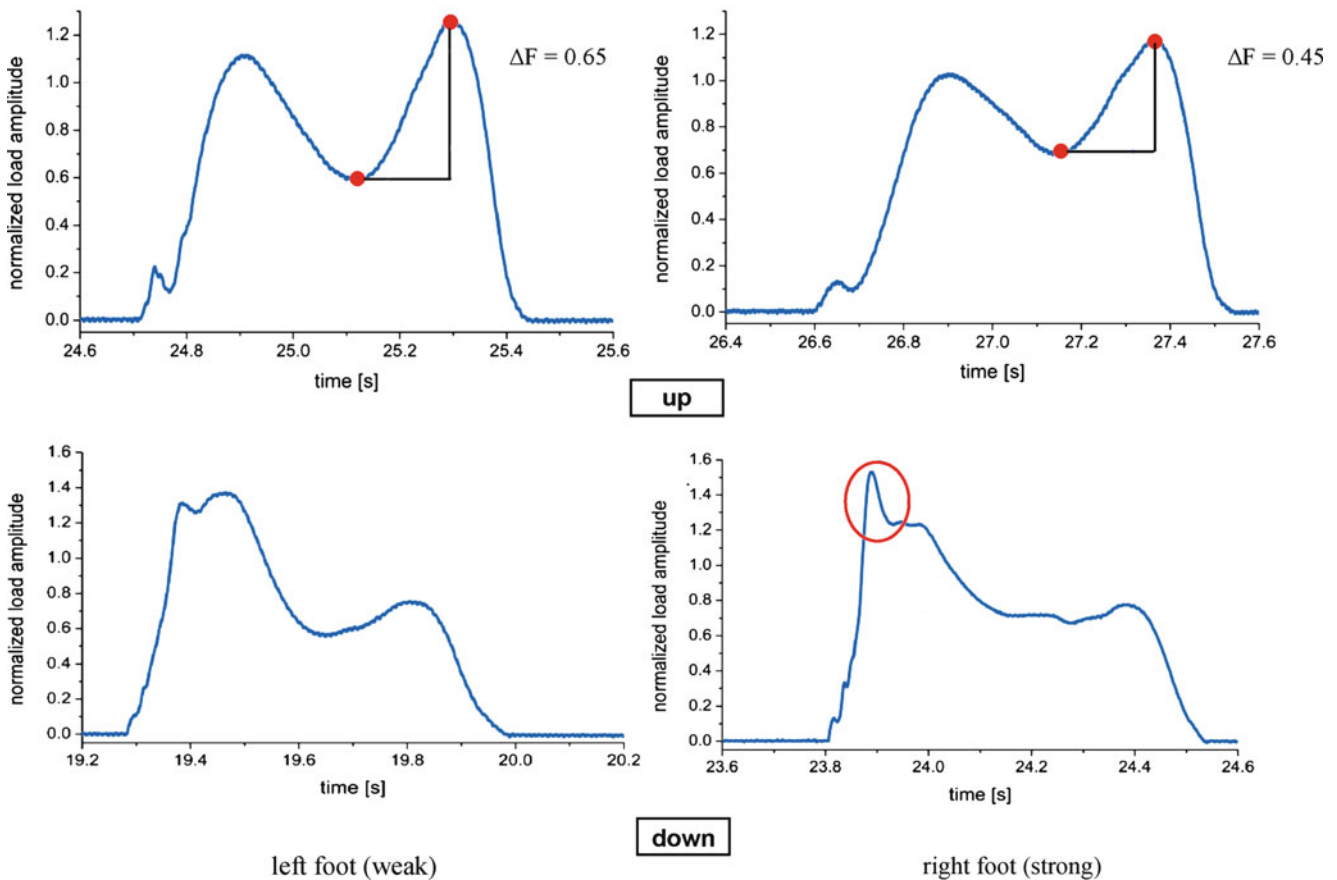 normalized load amplitude
1.2
1.0
0.8
0.6
0.4
0.2
0.0
ΔF = 0.65
24.6 24.8 25.0 25.2 25.4 25.6
time [s]
normalized load amplitude
1.2
1.0
0.8
0.6
0.4
0.2
0.0
ΔF = 0.45
26.4 26.6 26.8 27.0 27.2 27.4 27.6
time [s]
up
normalized load amplitude
1.6
1.4
1.2
1.0
0.8
0.6
0.4
0.2
0.0
19.2 19.4 19.6 19.8 20.0 20.2
time [s]
normalized load amplitude
1.6
1.4
1.2
1.0
0.8
0.6
0.4
0.2
0.0
23.6 23.8 24.0 24.2 24.4 24.6
time [s]
down
left foot (weak)
right foot (strong)